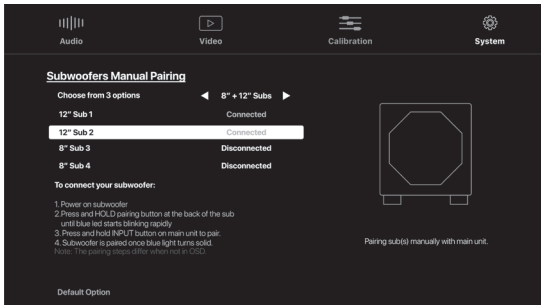 Audio
Video
Calibration
System
Subwoofers Manual Pairing
Choose from 3 options
8" + 12" Subs
12" Sub 1
Connected
12" Sub 2
Connected
8" Sub 3
Disconnected
8" Sub 4
Disconnected
To connect your subwoofer:
1. Power on subwoofer
2.Press and HOLD pairing button at the back of the sub
until blue led starts blinking rapidly
3. Press and hold INPUT button on main unit to pair.
4. Subwoofer is paired once blue light turns solid.
Note: The pairing steps differ when not in OSD.
Pairing sub(s) manually with main unit.
Default Option